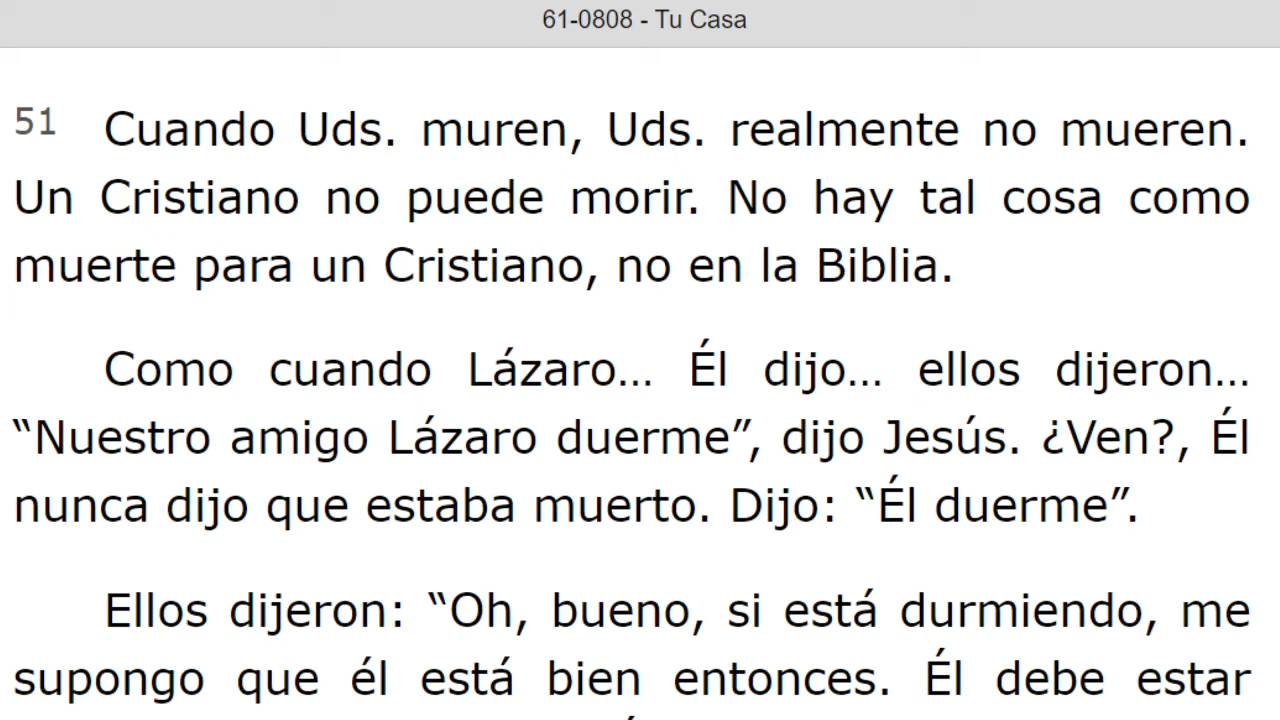 61-0808 - Tu Casa
51 Cuando Uds. muren, Uds. realmente no mueren.
Un Cristiano no puede morir. No hay tal cosa como
muerte para un Cristiano, no en la Biblia.
Como cuando Lázaro… Él dijo… ellos dijeron…
“Nuestro amigo Lázaro duerme”, dijo Jesús. ¿Ven?, Él
nunca dijo que estaba muerto. Dijo: “Él duerme”.
Ellos dijeron: “Oh, bueno, si está durmiendo, me
supongo que él está bien entonces. Él debe estar